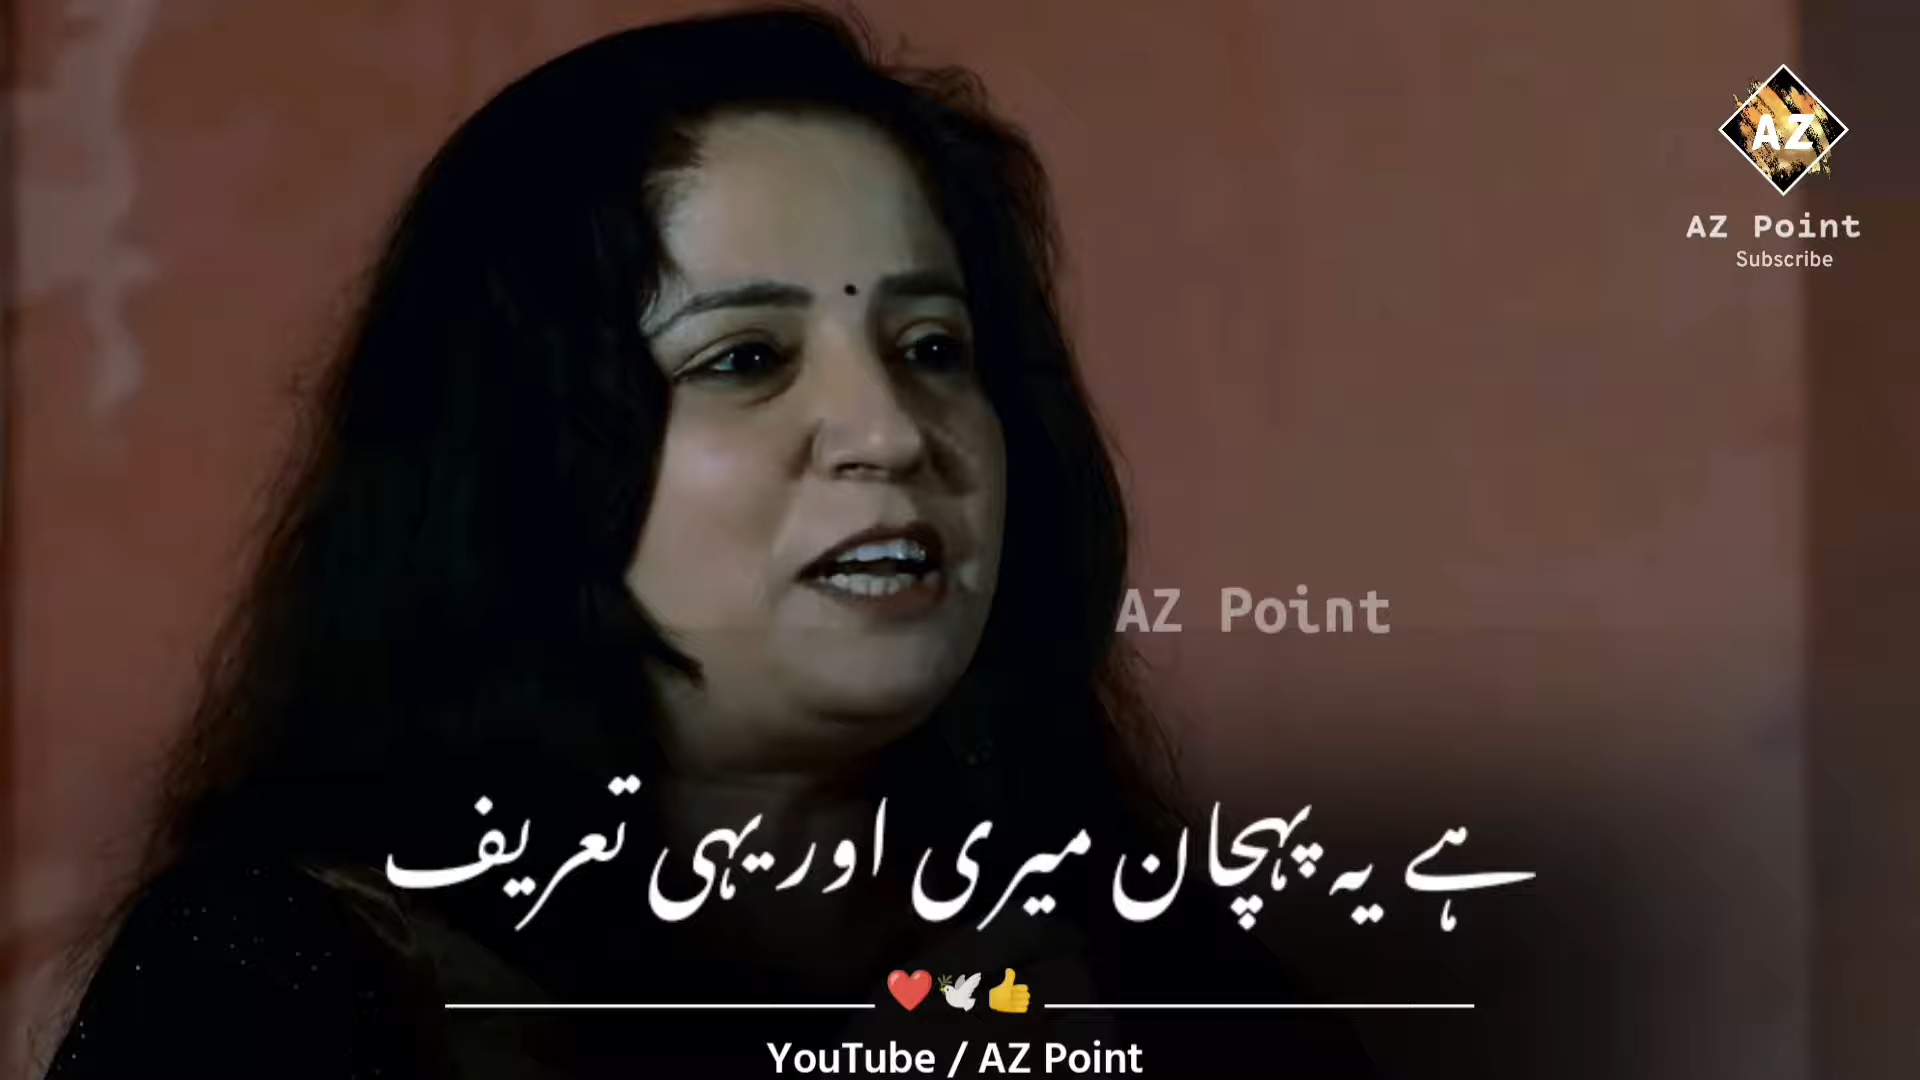 AZ
AZ Point
Subscribe
AZ Point
ہے یہ پہچان میری اور یہی تعریف
❤️🕊️👍
YouTube / AZ Point